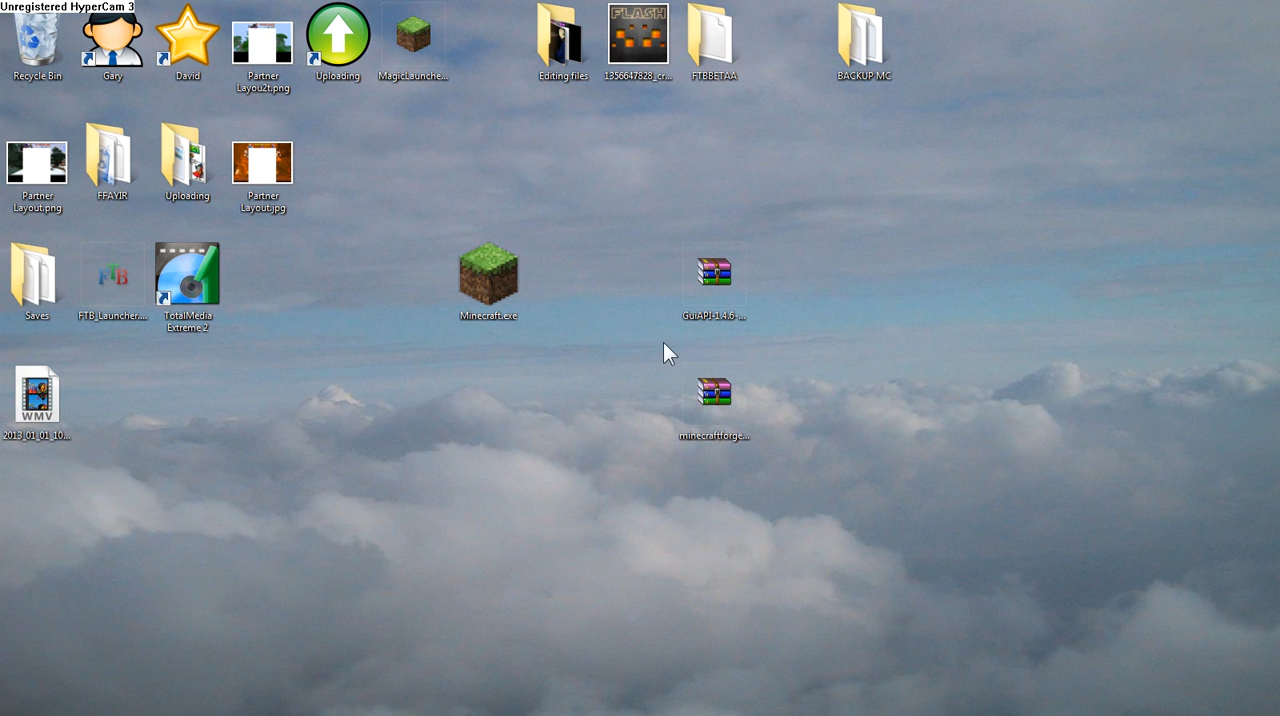 Unregistered HyperCam 3
Recycle Bin
Gary
David
Partner
Layou2t.png
Uploading
MagicLaunche...
Editing files
FLASH
1356647828_cr...
FTBBETAA
BACKUP MC
Partner
Layout.png
FFAYIR
Uploading
Partner
Layout.jpg
Saves
FTB
FTB_Launcher....
TotalMedia
Extreme 2
Minecraft.exe
GuiAPI-1.4.6-...
WMV
2013_01_01_10...
minecraftforge...